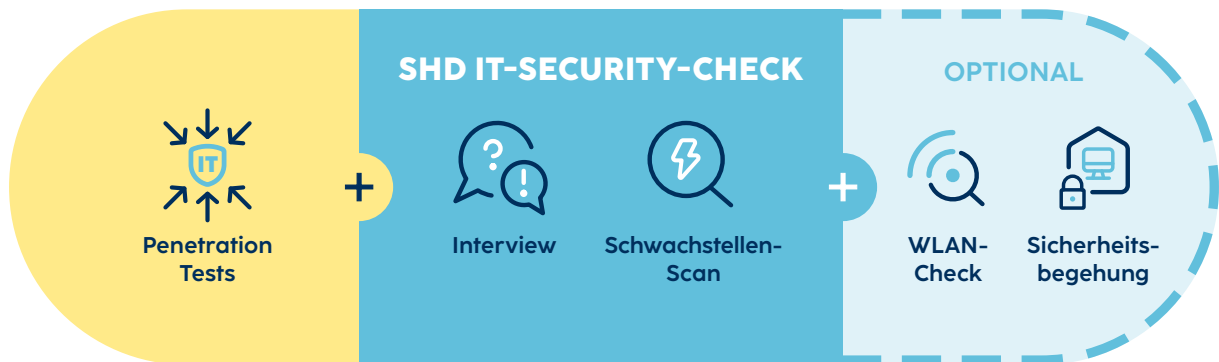 SHD IT-SECURITY-CHECK
OPTIONAL
IT
Penetration
Tests
+
?
!
Interview
Schwachstellen-
Scan
+
WLAN-
Check
Sicherheits-
begehung